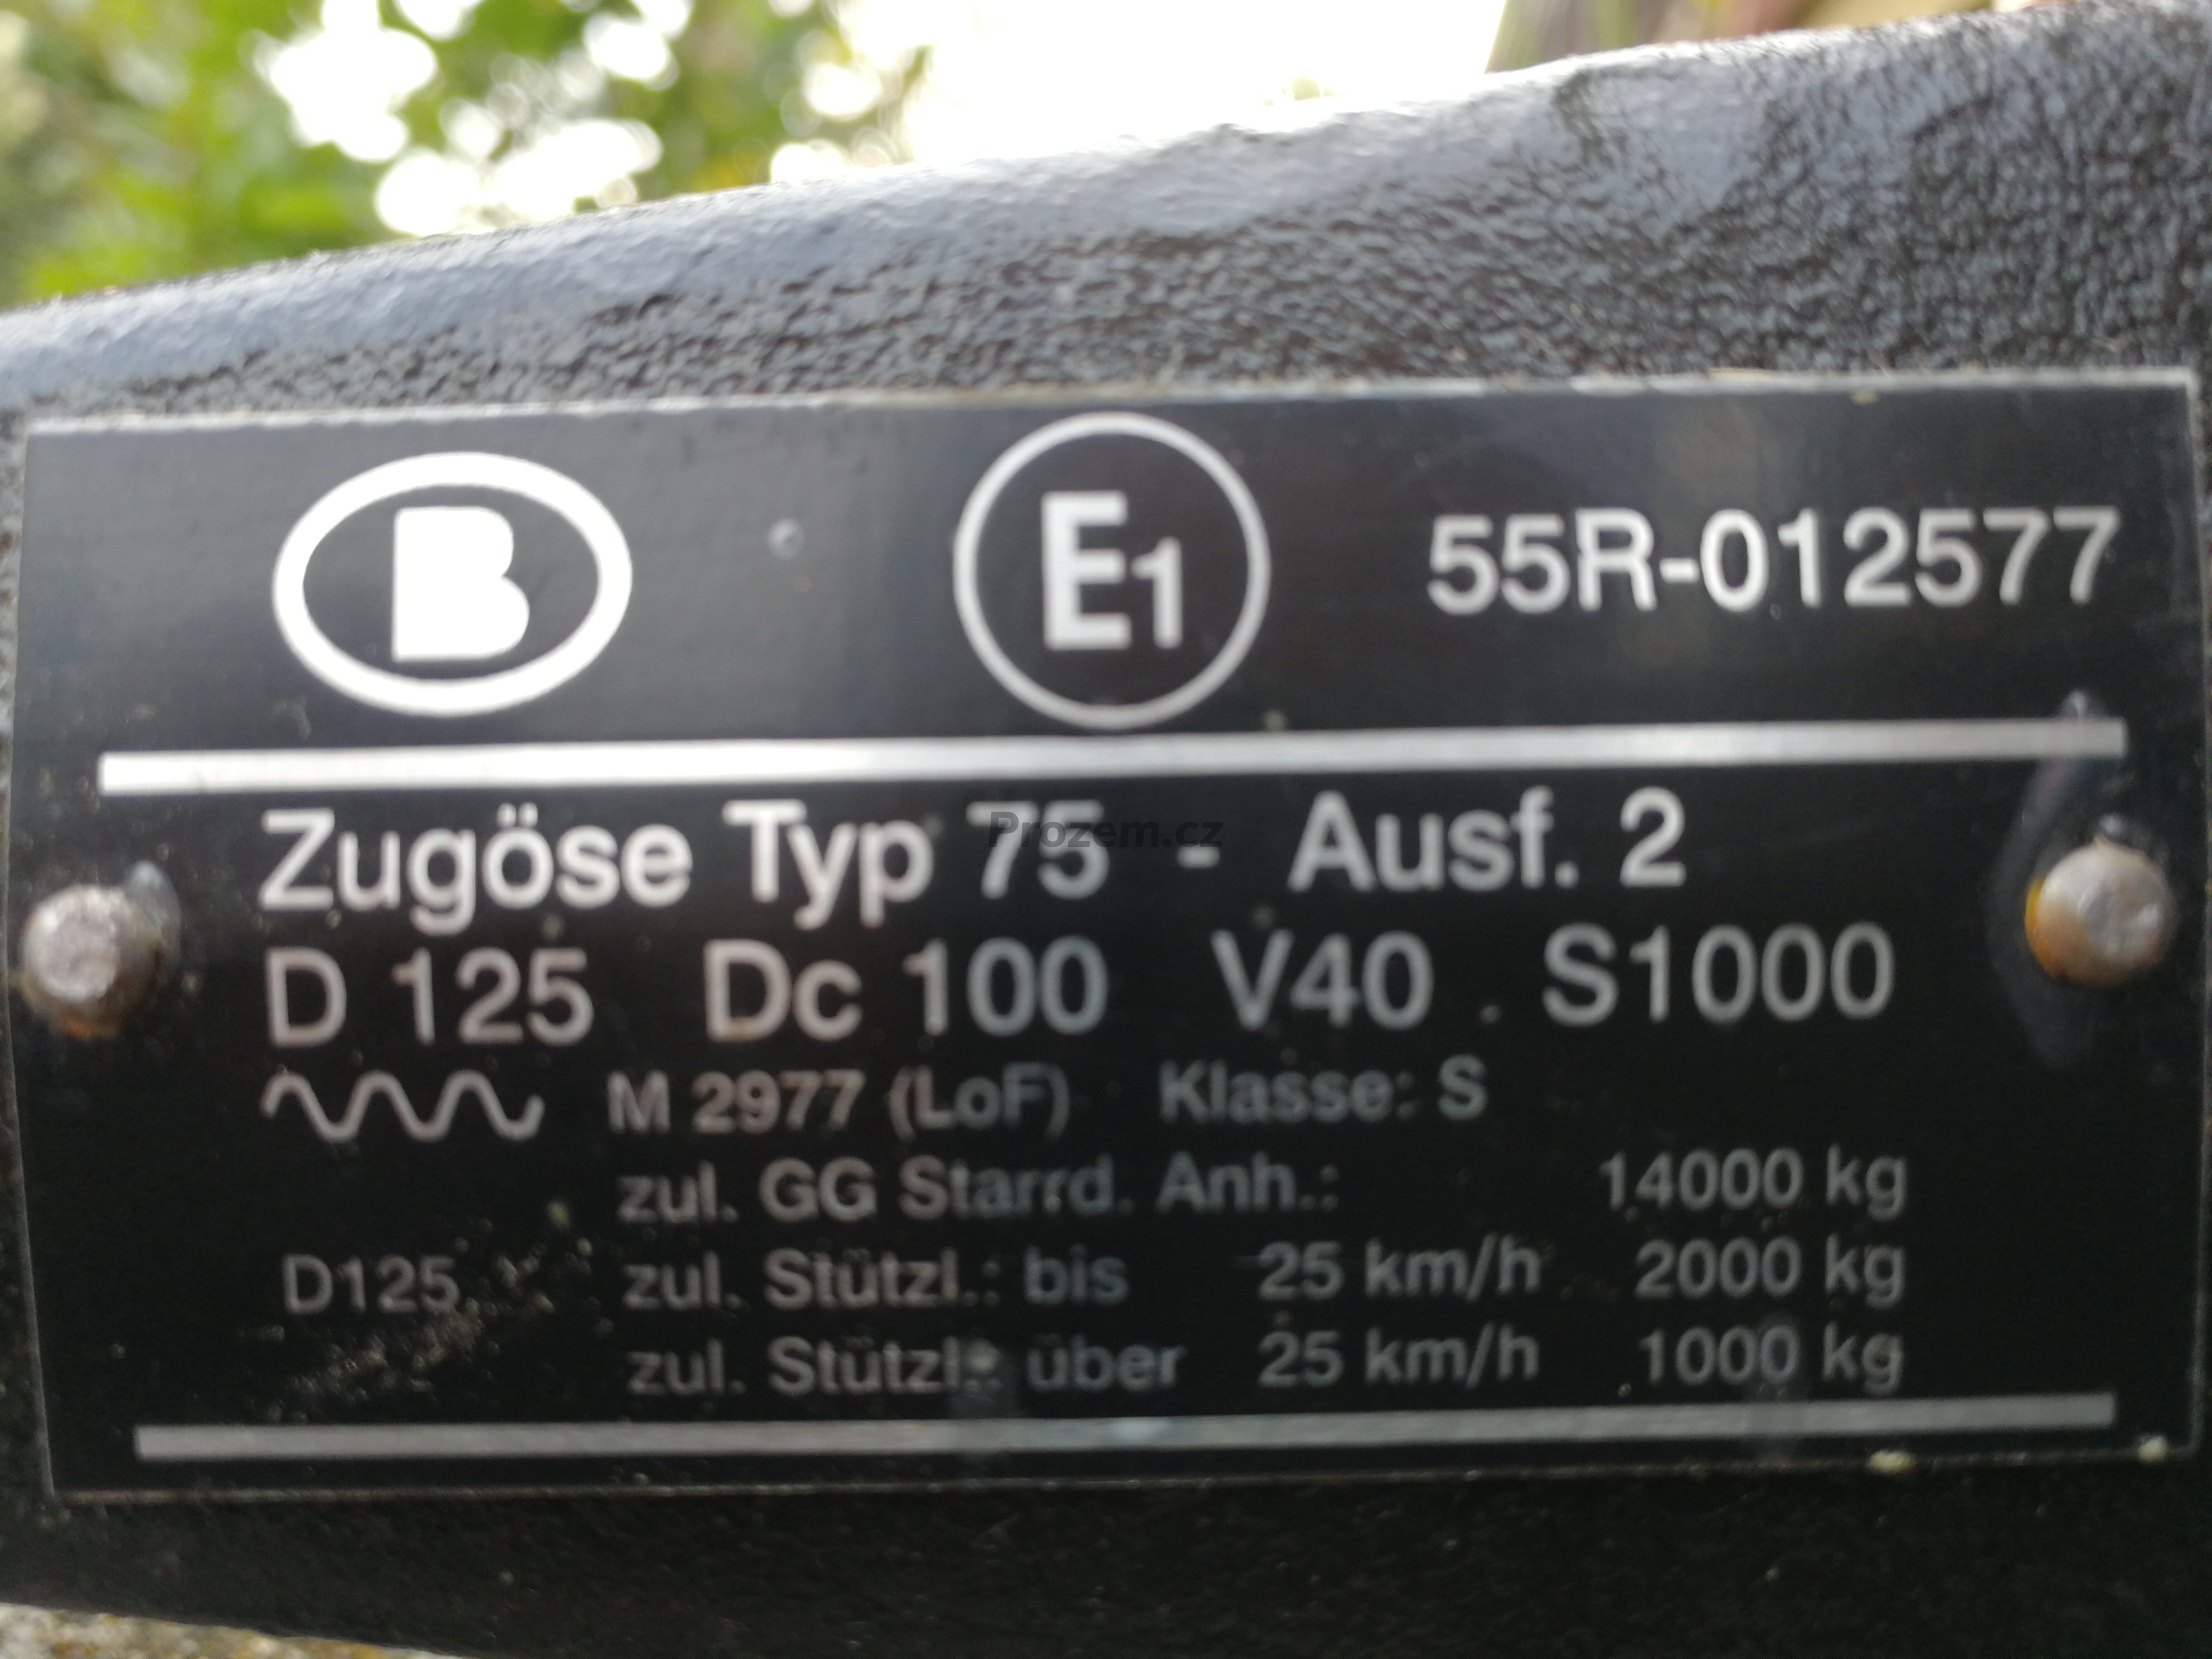 B E1 55R-012577
Zugöse Typ 75 - Ausf. 2
Prozem.cz
D 125 Dc 100 V40 S1000
M 2977 (LoF) Klasse: S
zul. GG Starrd. Anh.: 14000 kg
D125 zul. Stützl.: bis 25 km/h 2000 kg
zul. Stützl.: über 25 km/h 1000 kg